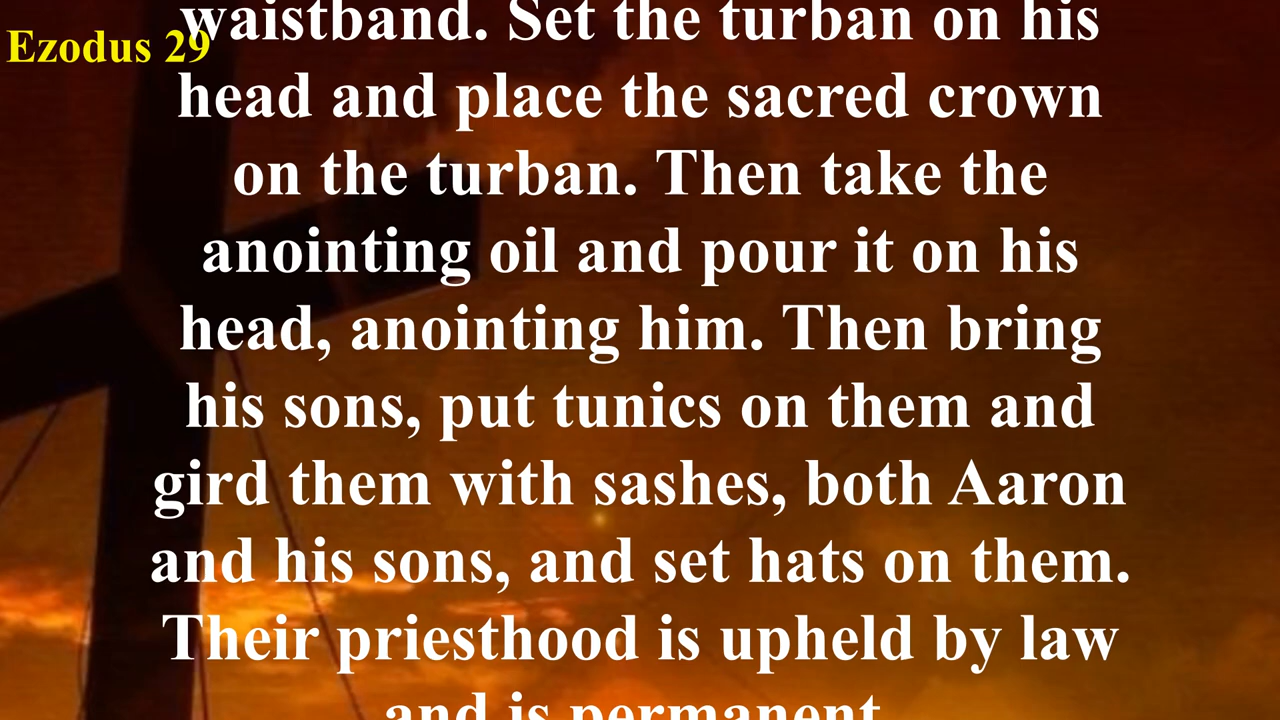 Ezodus 29
waistband. Set the turban on his
head and place the sacred crown
on the turban. Then take the
anointing oil and pour it on his
head, anointing him. Then bring
his sons, put tunics on them and
gird them with sashes, both Aaron
and his sons, and set hats on them.
Their priesthood is upheld by law
and is permanent